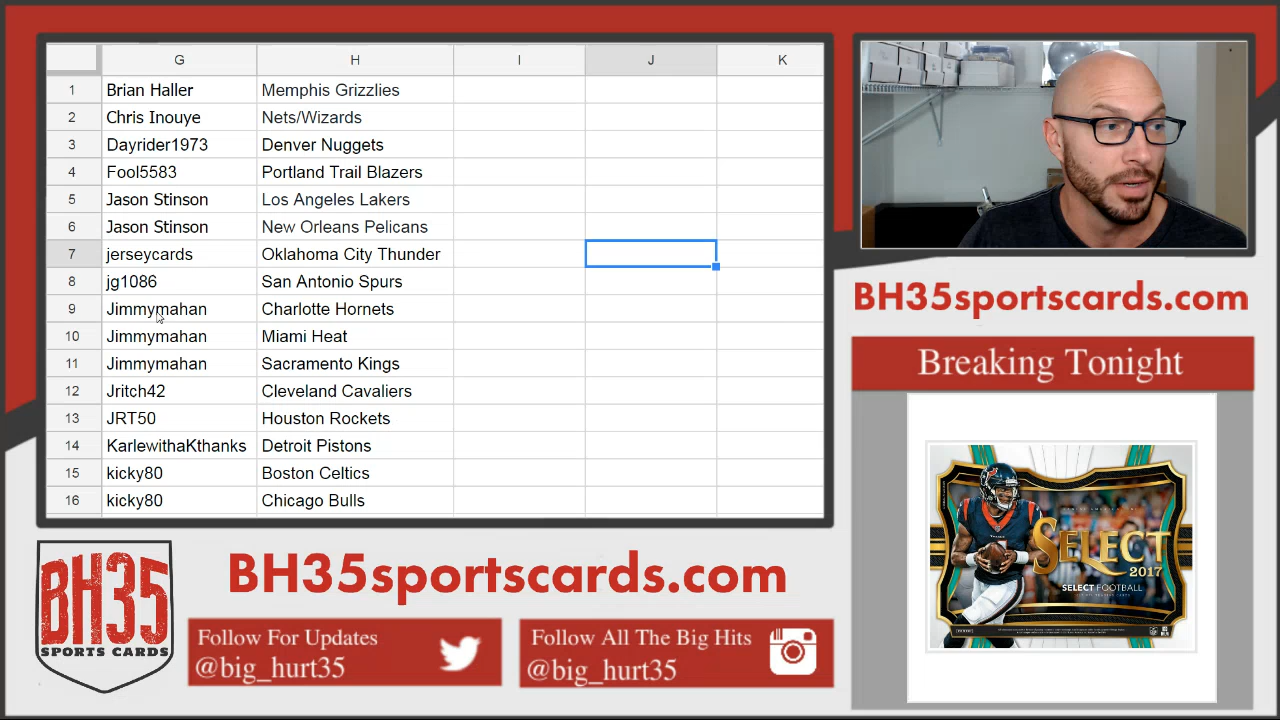 G H I J K
1 Brian Haller Memphis Grizzlies
2 Chris Inouye Nets/Wizards
3 Dayrider1973 Denver Nuggets
4 Fool5583 Portland Trail Blazers
5 Jason Stinson Los Angeles Lakers
6 Jason Stinson New Orleans Pelicans
7 jerseycards Oklahoma City Thunder
8 jg1086 San Antonio Spurs
9 Jimmymahan Charlotte Hornets
10 Jimmymahan Miami Heat
11 Jimmymahan Sacramento Kings
12 Jritch42 Cleveland Cavaliers
13 JRT50 Houston Rockets
14 KarlewithaKthanks Detroit Pistons
15 kicky80 Boston Celtics
16 kicky80 Chicago Bulls
BH35sportscards.com
Breaking Tonight
SELECT
2017
SELECT FOOTBALL
BH35
SPORTS CARDS
BH35sportscards.com
Follow For Updates
@big_hurt35
Follow All The Big Hits
@big_hurt35